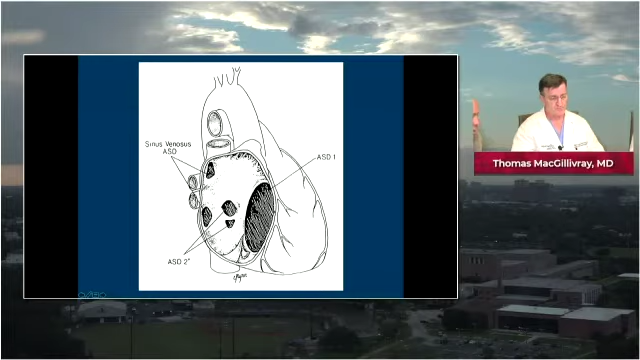 Sinus Venosus
ASD
ASD 1
ASD 2°
Thomas MacGillivray, MD